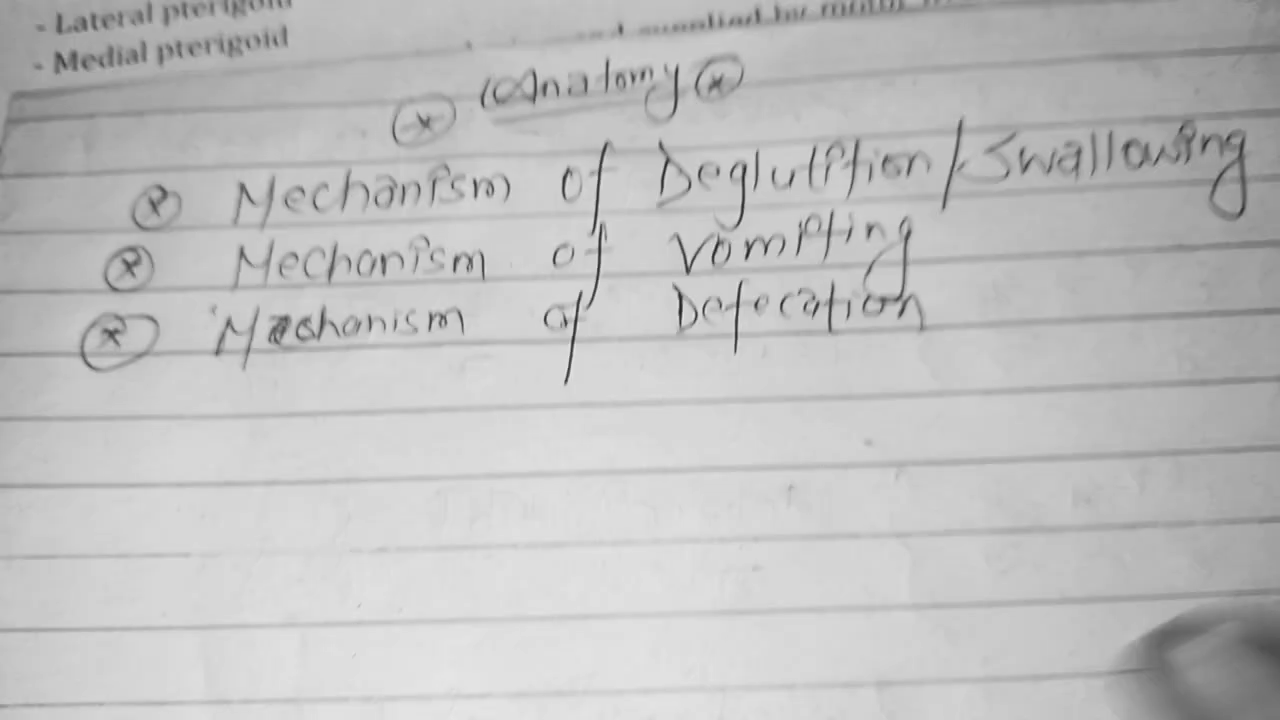 - Lateral pterigoid
- Medial pterigoid
Anatomy
Mechanism of Deglutition / Swallowing
Mechanism of Vomiting
Mechanism of Defecation